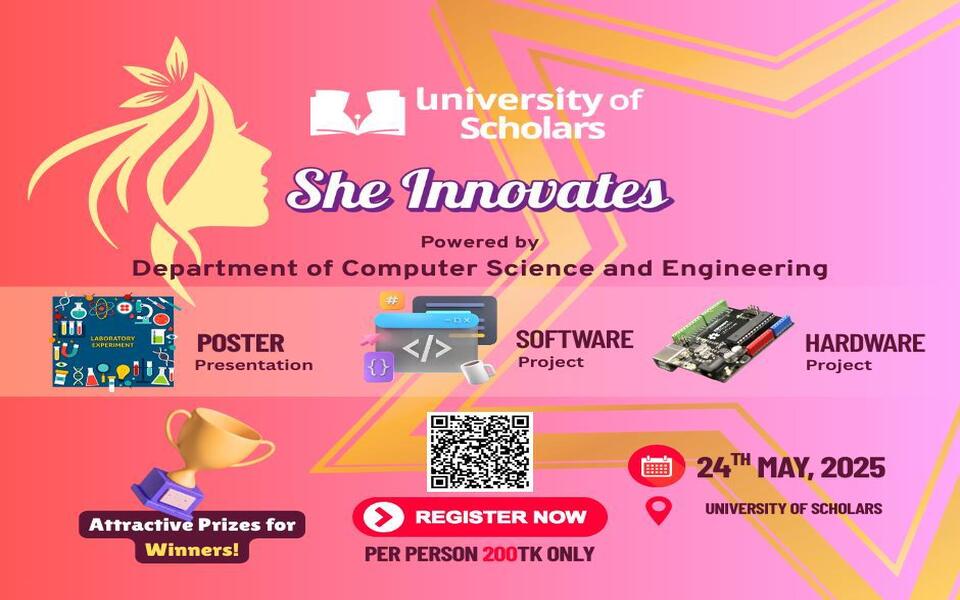 University of
Scholars
She Innovates
Powered by
Department of Computer Science and Engineering
LABORATORY
EXPERIMENT
POSTER
Presentation
#
</>
{}
SOFTWARE
Project
HARDWARE
Project
Attractive Prizes for
Winners!
REGISTER NOW
PER PERSON 200TK ONLY
24TH MAY, 2025
UNIVERSITY OF SCHOLARS